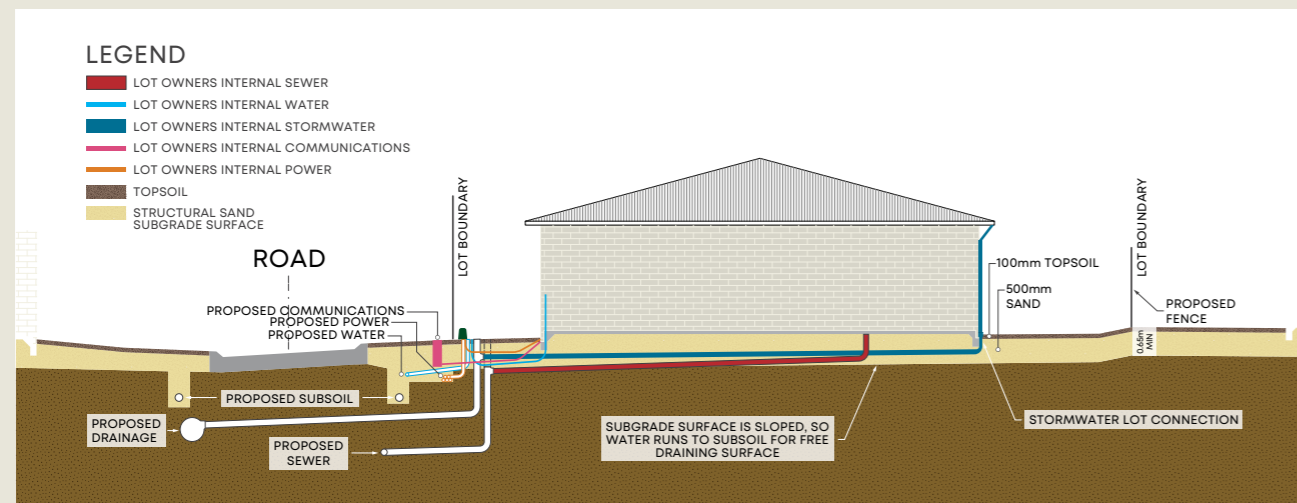 LEGEND
LOT OWNERS INTERNAL SEWER
LOT OWNERS INTERNAL WATER
LOT OWNERS INTERNAL STORMWATER
LOT OWNERS INTERNAL COMMUNICATIONS
LOT OWNERS INTERNAL POWER
TOPSOIL
STRUCTURAL SAND
SUBGRADE SURFACE
ROAD
LOT BOUNDARY
PROPOSED COMMUNICATIONS
PROPOSED POWER
PROPOSED WATER
PROPOSED SUBSOIL
PROPOSED
DRAINAGE
PROPOSED
SEWER
SUBGRADE SURFACE IS SLOPED, SO
WATER RUNS TO SUBSOIL FOR FREE
DRAINING SURFACE
100mm TOPSOIL
500mm
SAND
LOT BOUNDARY
PROPOSED
FENCE
0.65m
MIN
STORMWATER LOT CONNECTION